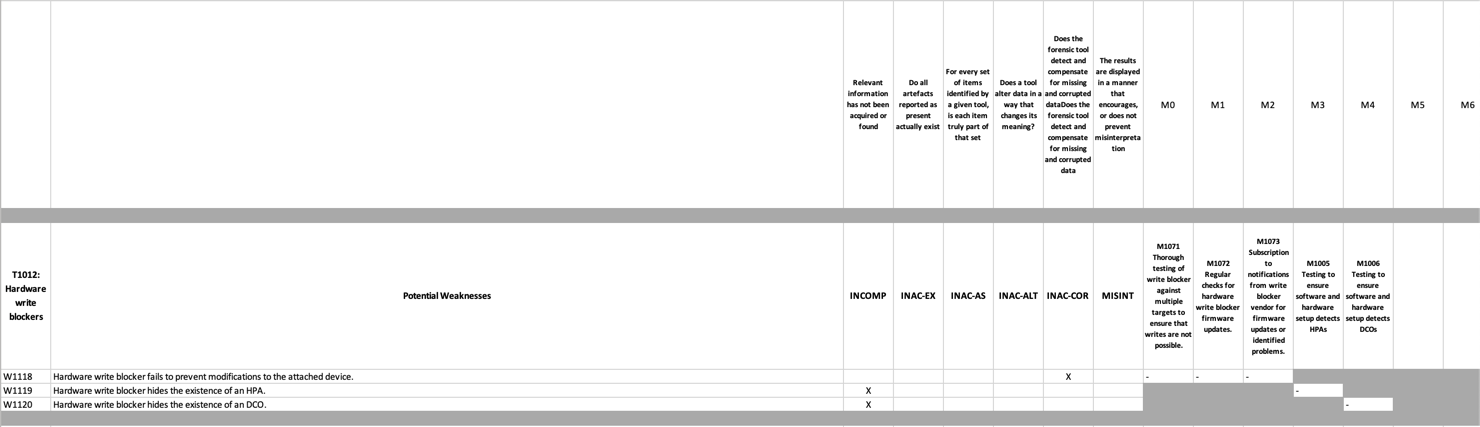 Relevant
information
has not been
acquired or
found
Do all
artefacts
reported as
present
actually exist
For every set
of items
identified by
a given tool,
is each item
truly part of
that set
Does a tool
alter data in a
way that
changes its
meaning?
Does the
forensic tool
detect and
compensate
for missing
and corrupted
dataDoes the
forensic tool
detect and
compensate
for missing
and corrupted
data
The results
are displayed
in a manner
that
encourages,
or does not
prevent
misinterpreta
tion
M0
M1
M2
M3
M4
M5
M6
T1012:
Hardware
write
blockers
Potential Weaknesses
INCOMP
INAC-EX
INAC-AS
INAC-ALT
INAC-COR
MISINT
M1071
Thorough
testing of
write blocker
against
multiple
targets to
ensure that
writes are not
possible.
M1072
Regular
checks for
hardware
write blocker
firmware
updates.
M1073
Subscription
to
notifications
from write
blocker
vendor for
firmware
updates or
identified
problems.
M1005
Testing to
ensure
software and
hardware
setup detects
HPAs
M1006
Testing to
ensure
software and
hardware
setup detects
DCOs
W1118 Hardware write blocker fails to prevent modifications to the attached device. X - - -
W1119 Hardware write blocker hides the existence of an HPA. X -
W1120 Hardware write blocker hides the existence of an DCO. X -